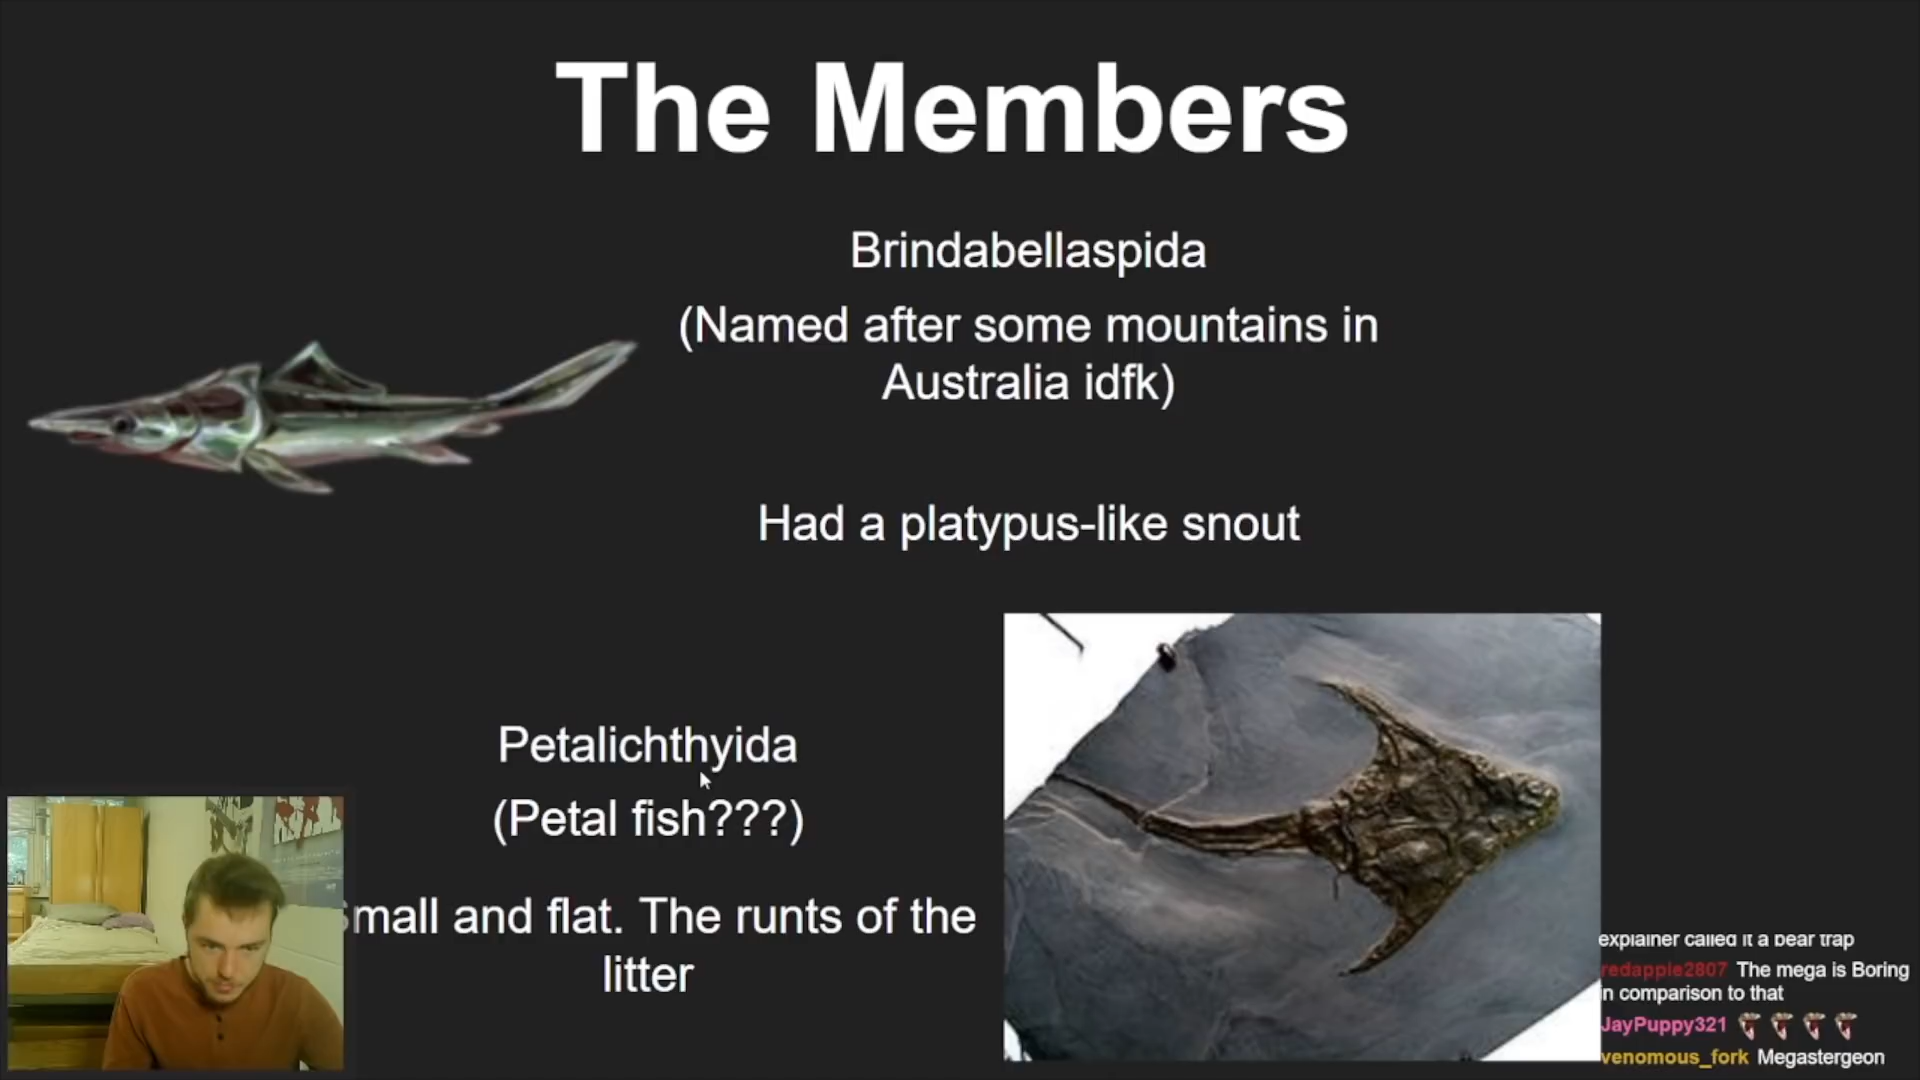 The Members
Brindabellaspida
(Named after some mountains in
Australia idfk)
Had a platypus-like snout
Petalichthyida
(Petal fish???)
Small and flat. The runts of the
litter
explainer called it a bear trap
redapple2807 The mega is Boring
in comparison to that
JayPuppy321
venomous_fork Megastergeon